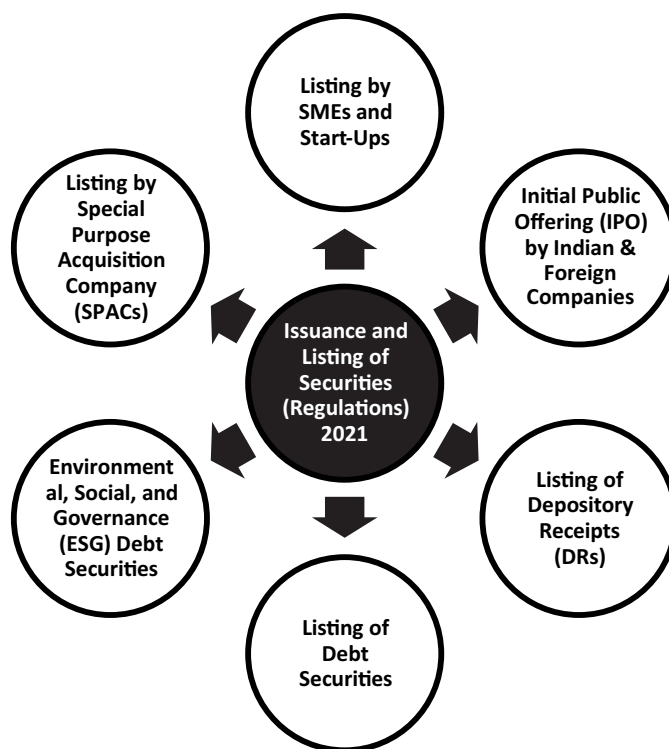 Listing by
SMEs and
Start-Ups
Initial Public
Offering (IPO)
by Indian &
Foreign
Companies
Listing of
Depository
Receipts
(DRs)
Listing of
Debt
Securities
Environment
al, Social, and
Governance
(ESG) Debt
Securities
Listing by
Special
Purpose
Acquisition
Company
(SPACs)
Issuance and
Listing of
Securities
(Regulations)
2021